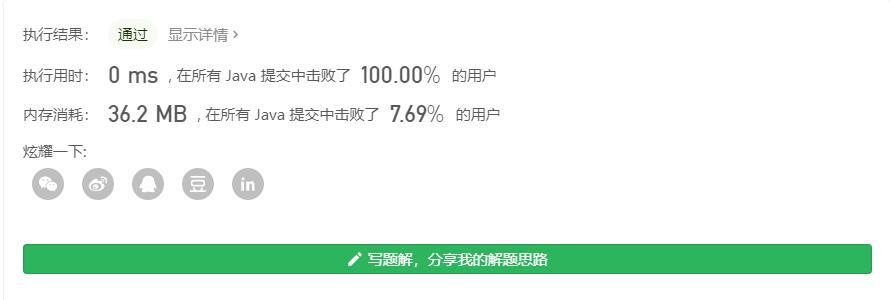 执行结果： 通过 显示详情 ›
执行用时： 0 ms , 在所有 Java 提交中击败了 100.00% 的用户
内存消耗： 36.2 MB , 在所有 Java 提交中击败了 7.69% 的用户
炫耀一下:
豆 in
写题解，分享我的解题思路